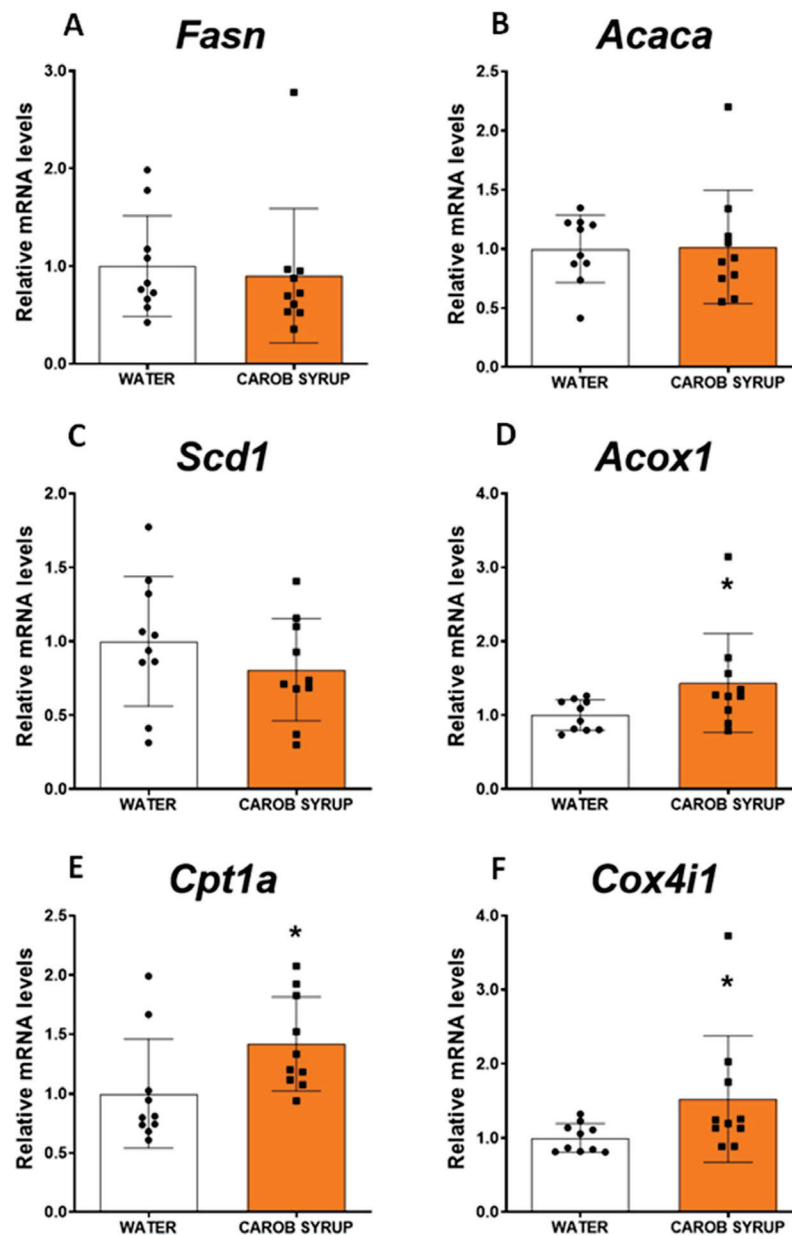 A
Fasn
Relative mRNA levels
3.0
2.0
1.0
0.0
WATER
CAROB SYRUP
B
Acaca
Relative mRNA levels
2.5
2.0
1.5
1.0
0.5
0.0
WATER
CAROB SYRUP
C
Scd1
Relative mRNA levels
2.0
1.5
1.0
0.5
0.0
WATER
CAROB SYRUP
D
Acox1
Relative mRNA levels
4.0
3.0
2.0
1.0
0.0
*
WATER
CAROB SYRUP
E
Cpt1a
Relative mRNA levels
2.5
2.0
1.5
1.0
0.5
0.0
*
WATER
CAROB SYRUP
F
Cox4i1
Relative mRNA levels
4.0
3.0
2.0
1.0
0.0
*
WATER
CAROB SYRUP